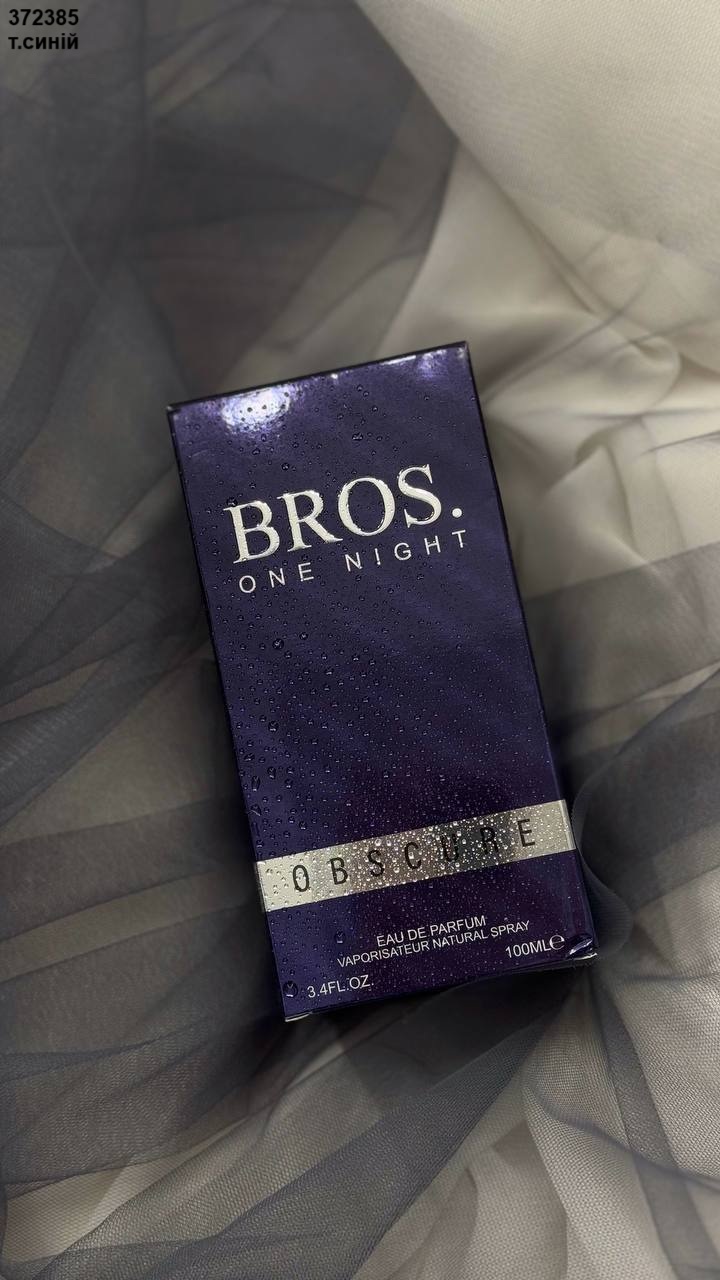 372385
т.синій
BROS.
ONE NIGHT
OBSCURE
EAU DE PARFUM
VAPORISATEUR NATURAL SPRAY
100ML℮
3.4FL.OZ.